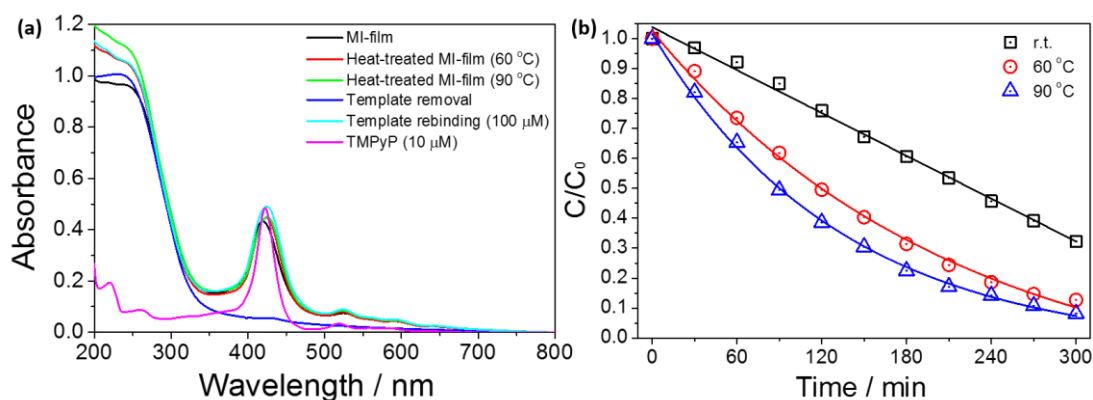 (a)
1.2
1.0
0.8
0.6
0.4
0.2
0.0
Absorbance
200 300 400 500 600 700 800
Wavelength / nm
MI-film
Heat-treated MI-film (60 °C)
Heat-treated MI-film (90 °C)
Template removal
Template rebinding (100 μM)
TMPyP (10 μM)
(b)
1.0
0.9
0.8
0.7
0.6
0.5
0.4
0.3
0.2
0.1
0.0
C/C₀
0 60 120 180 240 300
Time / min
r.t.
60 °C
90 °C